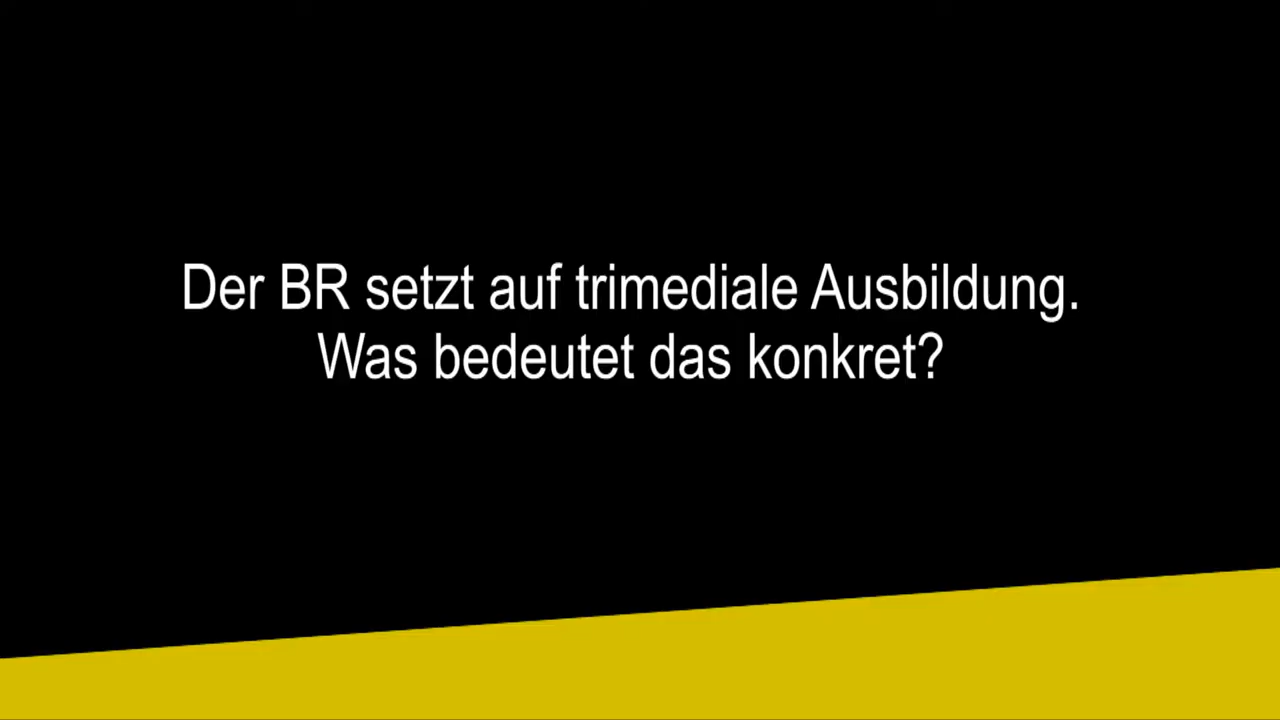 Der BR setzt auf trimediale Ausbildung.
Was bedeutet das konkret?